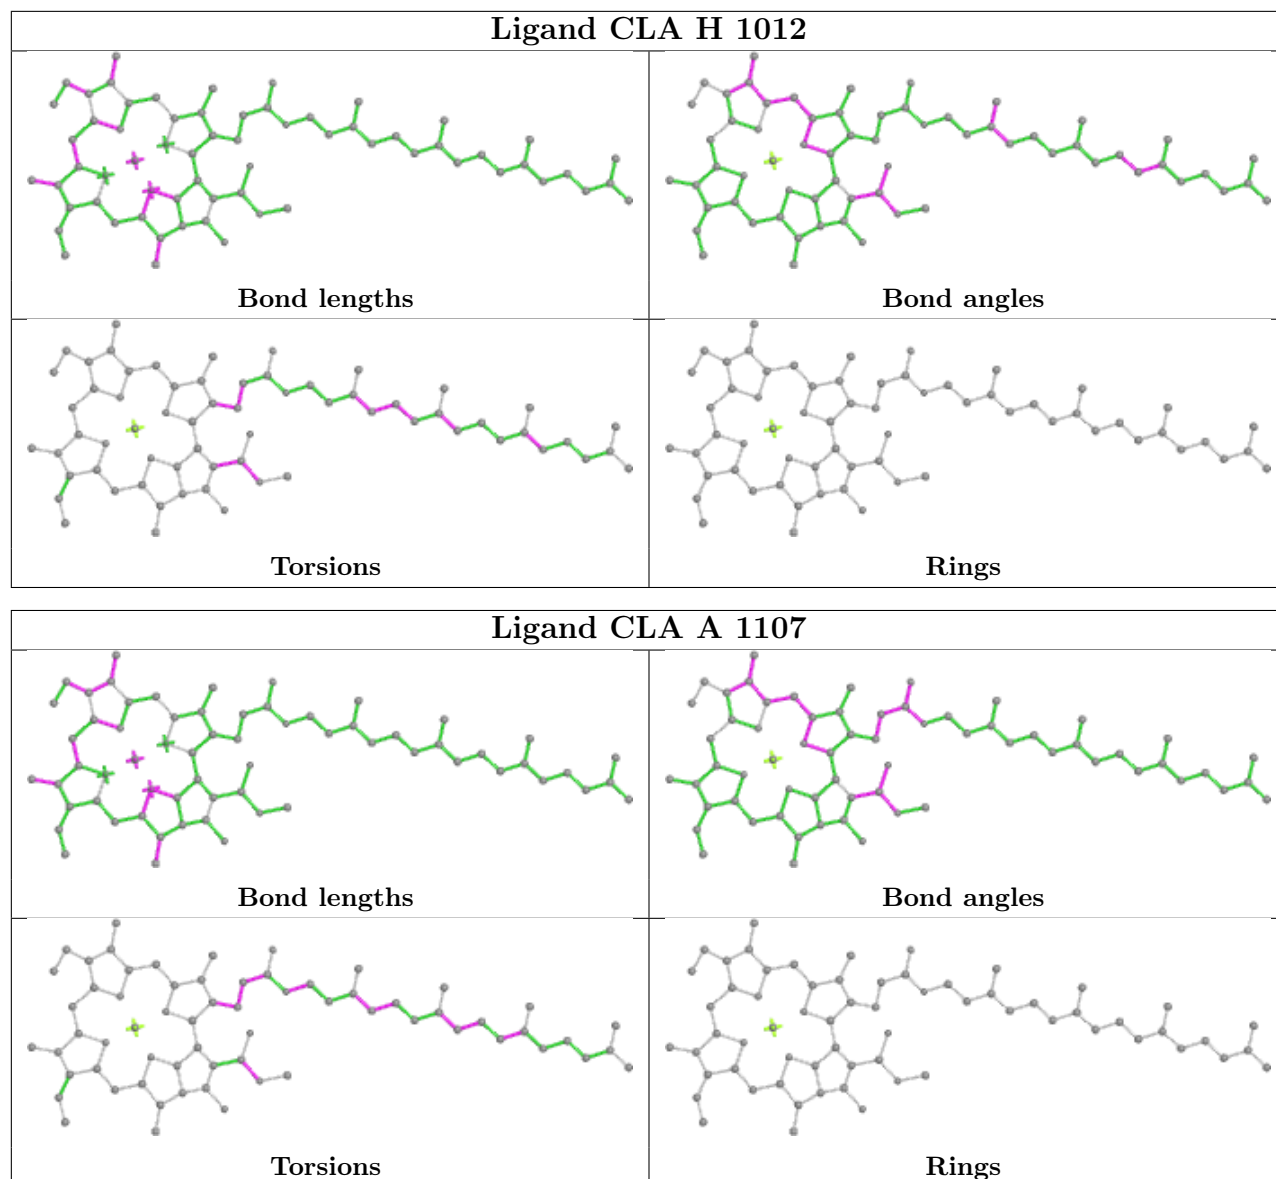 Ligand CLA H 1012
Bond lengths
Bond angles
Torsions
Rings
Ligand CLA A 1107
Bond lengths
Bond angles
Torsions
Rings